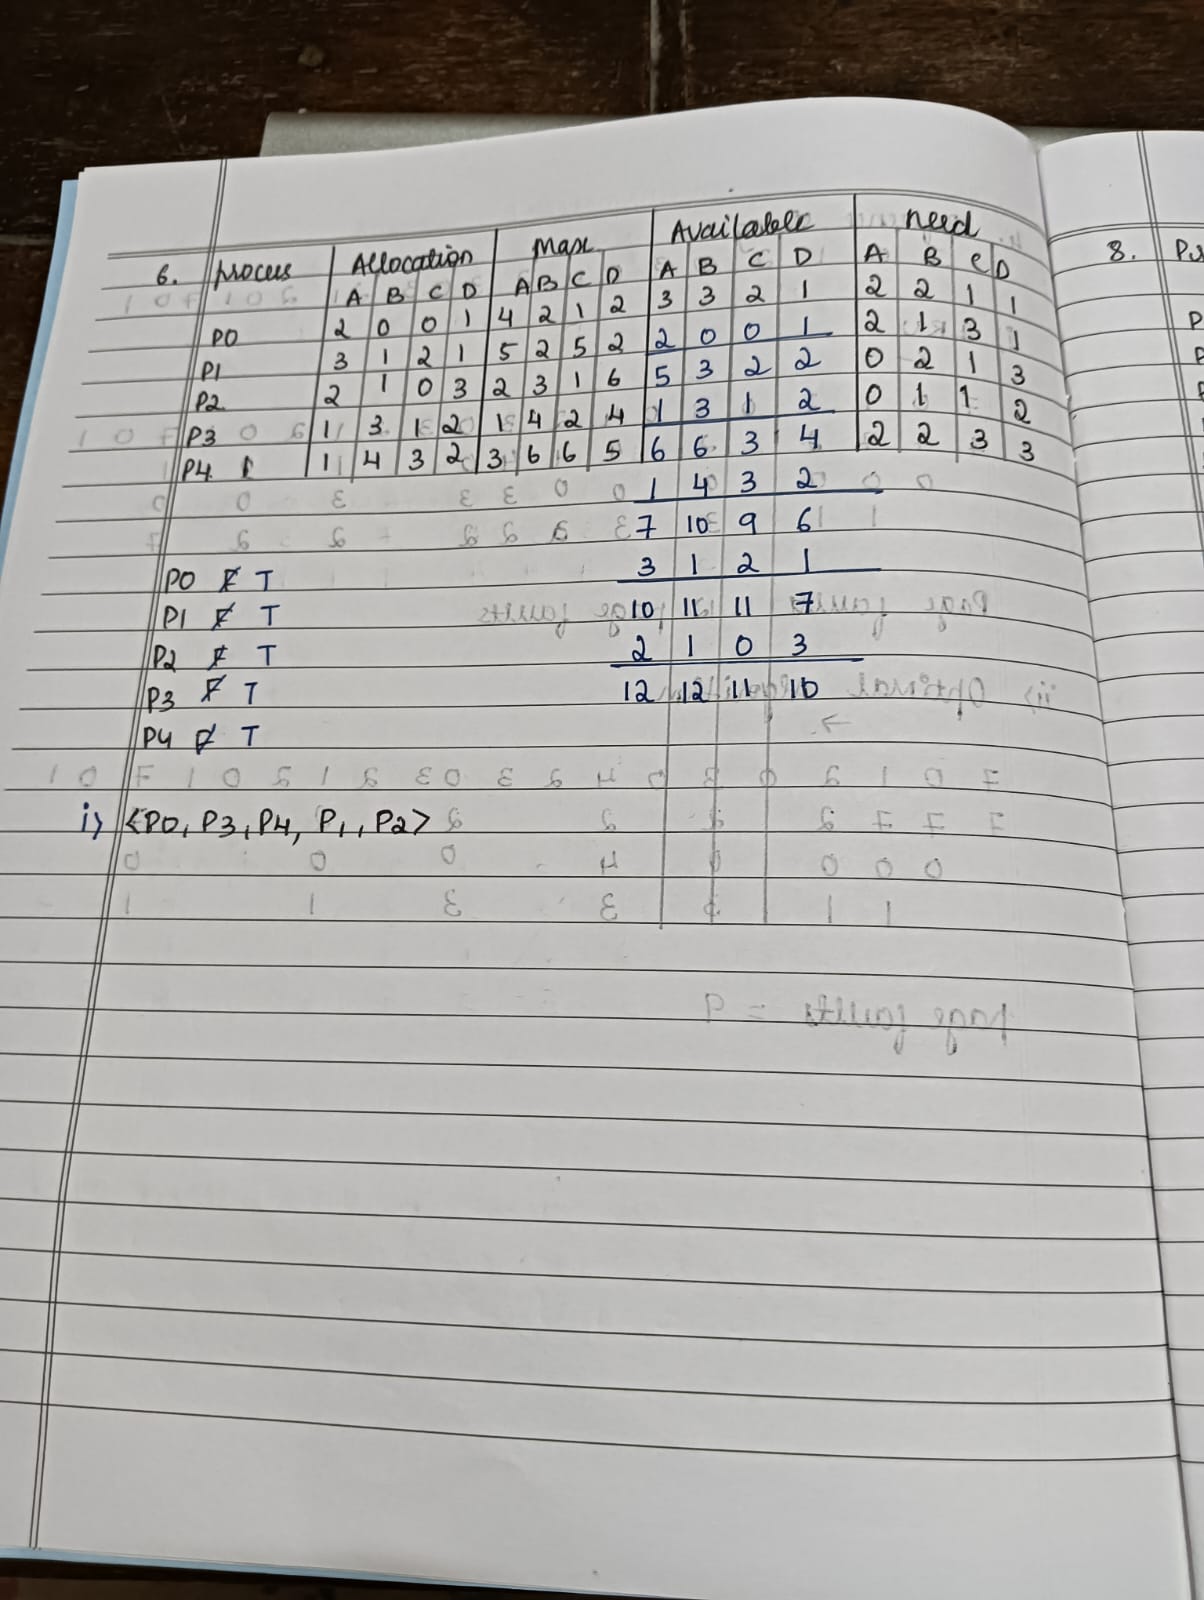 6. Process Allocation Max Available need
A B C D A B C D A B C D A B C D
P0 2 0 0 1 4 2 1 2 3 3 2 1 2 2 1 1
P1 3 1 2 1 5 2 5 2 2 0 0 1 2 1 3 1
P2 2 1 0 3 2 3 1 6 5 3 2 2 0 2 1 3
P3 1 3 1 2 1 4 2 4 1 3 1 2 0 1 1 2
P4 1 4 3 2 3 6 6 5 6 6 3 4 2 2 3 3
1 4 3 2
7 10 9 6
P0 F T 3 1 2 1
P1 F T 10 11 11 7
P2 F T 2 1 0 3
P3 F T 12 12 11 10
P4 F T
i) <P0, P3, P4, P1, P2>
8.